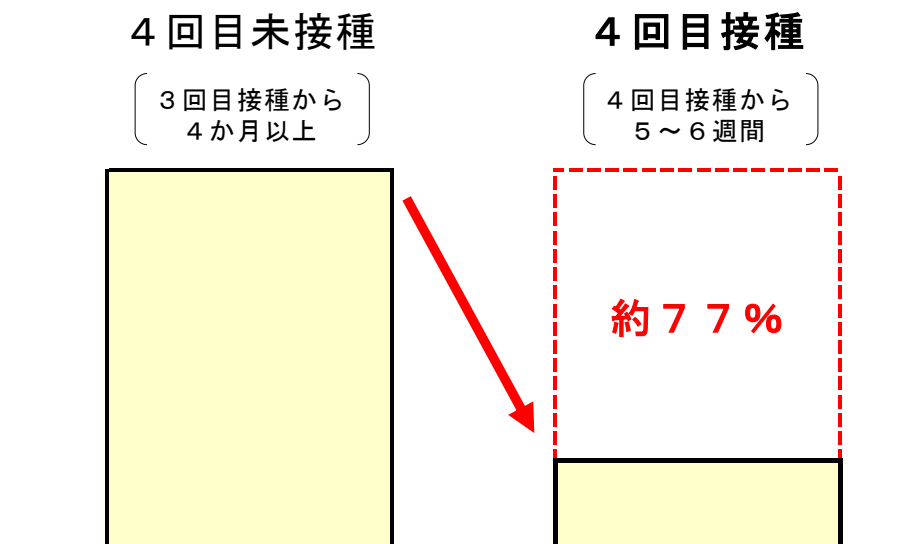 ４回目未接種
４回目接種
３回目接種から
４か月以上
４回目接種から
５～６週間
約７７％